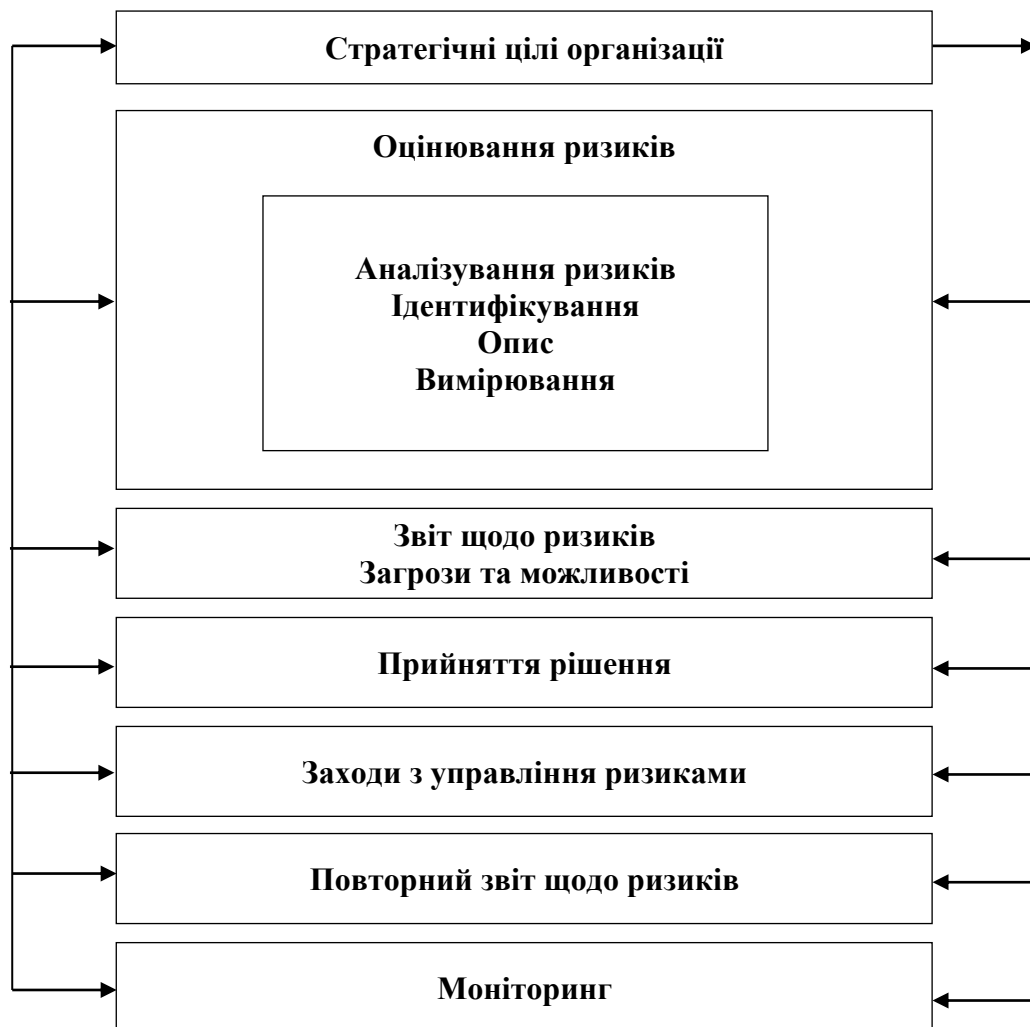 Стратегічні цілі організації
Оцінювання ризиків
Аналізування ризиків
Ідентифікування
Опис
Вимірювання
Звіт щодо ризиків
Загрози та можливості
Прийняття рішення
Заходи з управління ризиками
Повторний звіт щодо ризиків
Моніторинг